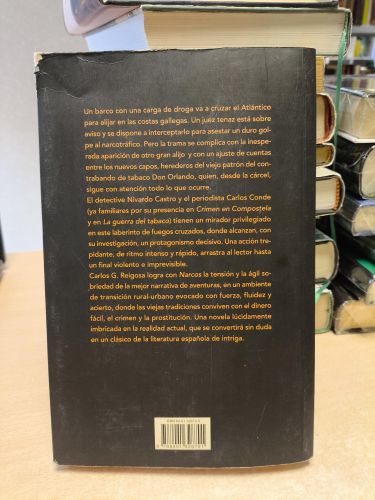 Un barco con una carga de droga va a cruzar el Atlántico
para alijar en las costas gallegas. Un juez tenaz está sobre
aviso y se dispone a interceptarlo para asestar un duro gol-
pe al narcotráfico. Pero la trama se complica con la inespe-
rada aparición de otro gran alijo y con un ajuste de cuentas
entre los nuevos capos, herederos del viejo patrón del con-
trabando de tabaco Don Orlando, quien, desde la cárcel,
sigue con atención todo lo que ocurre.
El detective Nivardo Castro y el periodista Carlos Conde
(ya familiares por su presencia en Crimen en Compostela
y en La guerra del tabaco) tienen un mirador privilegiado
en este laberinto de fuegos cruzados, donde alcanzan, con
su investigación, un protagonismo decisivo. Una acción tre-
pidante, de ritmo intenso y rápido, arrastra al lector hasta
un final violento e imprevisible.
Carlos G. Reigosa logra con Narcos la tensión y la ágil so-
briedad de la mejor narrativa de aventuras, en un ambiente
de transición rural-urbano evocado con fuerza, fluidez y
acierto, donde las viejas tradiciones conviven con el dinero
fácil, el crimen y la prostitución. Una novela lúcidamente
imbricada en la realidad actual, que se convertirá sin duda
en un clásico de la literatura española de intriga.